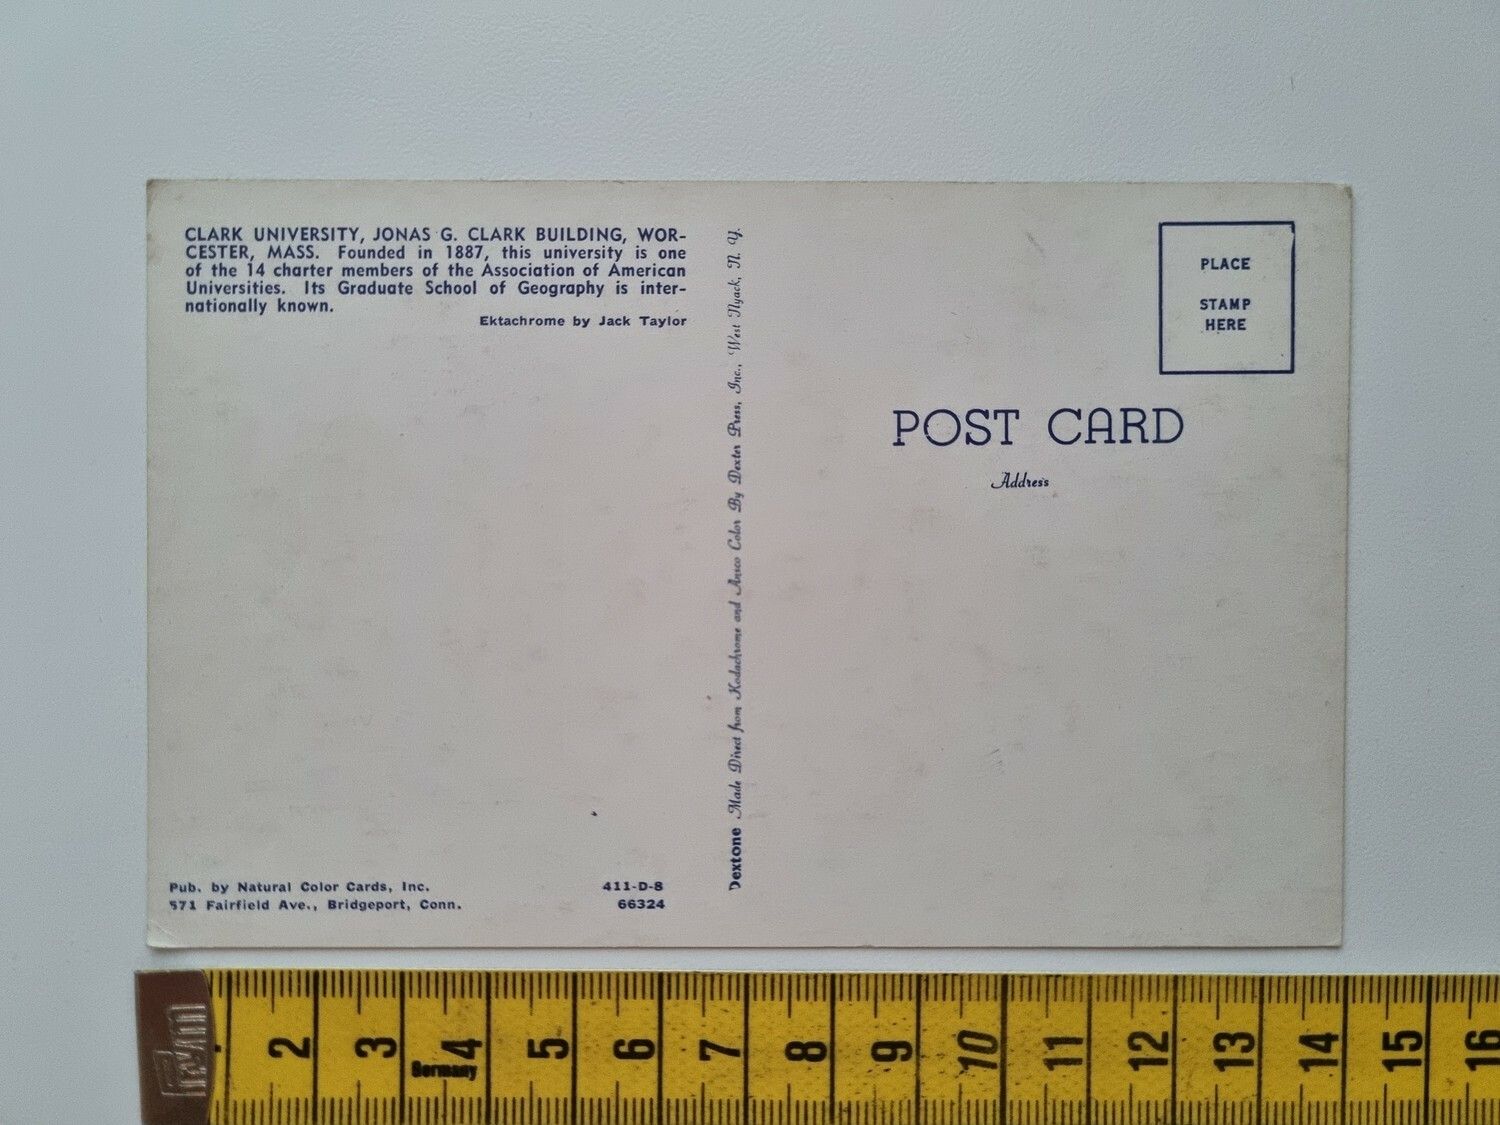 CLARK UNIVERSITY, JONAS G. CLARK BUILDING, WOR-
CESTER, MASS. Founded in 1887, this university is one
of the 14 charter members of the Association of American
Universities. Its Graduate School of Geography is inter-
nationally known.
Ektachrome by Jack Taylor
Pub. by Natural Color Cards, Inc.
571 Fairfield Ave., Bridgeport, Conn.
411-D-8
66324
Dextone Made Direct from Kodachrome and Ansco Color By Dexter Press, Inc., West Nyack, N. Y.
PLACE
STAMP
HERE
POST CARD
Address
Prym
2 3 4 5 6 7 8 9 10 11 12 13 14 15 16
Germany